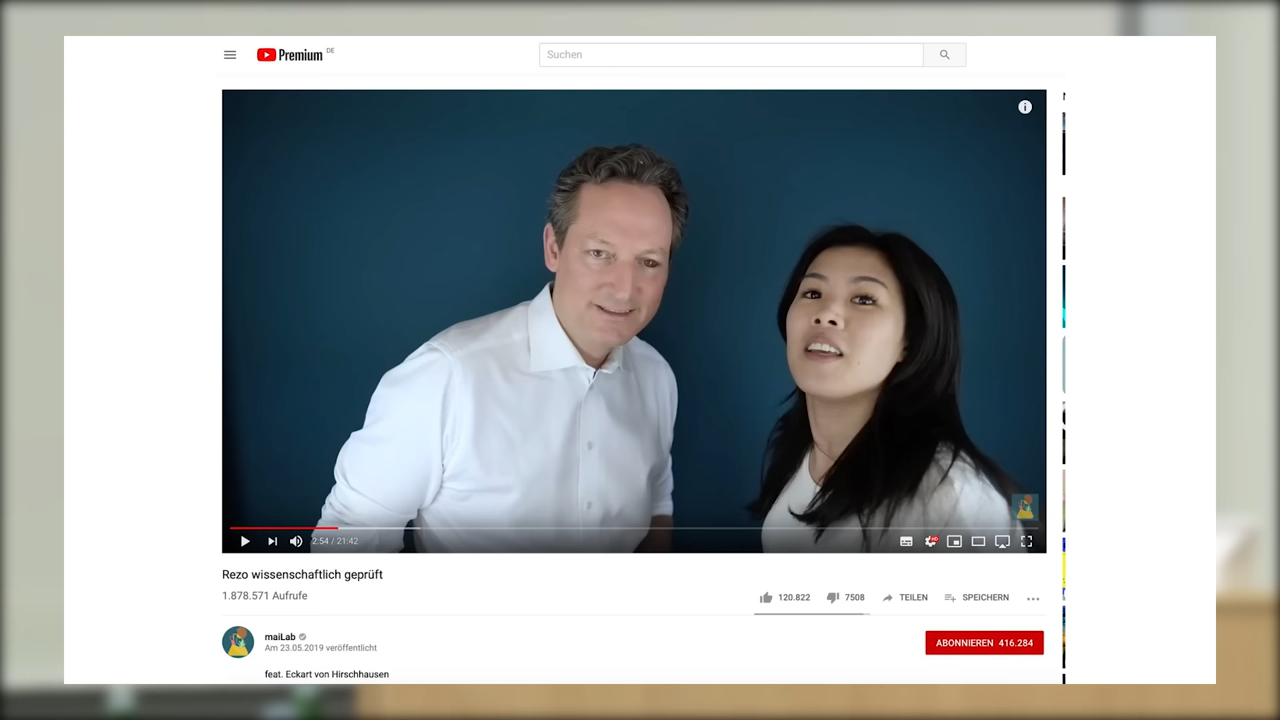 Premium DE
Suchen
2:54 / 21:42
HD
Rezo wissenschaftlich geprüft
1.878.571 Aufrufe
120.822
7508
TEILEN
SPEICHERN
maiLab
Am 23.05.2019 veröffentlicht
ABONNIEREN 416.284
feat. Eckart von Hirschhausen